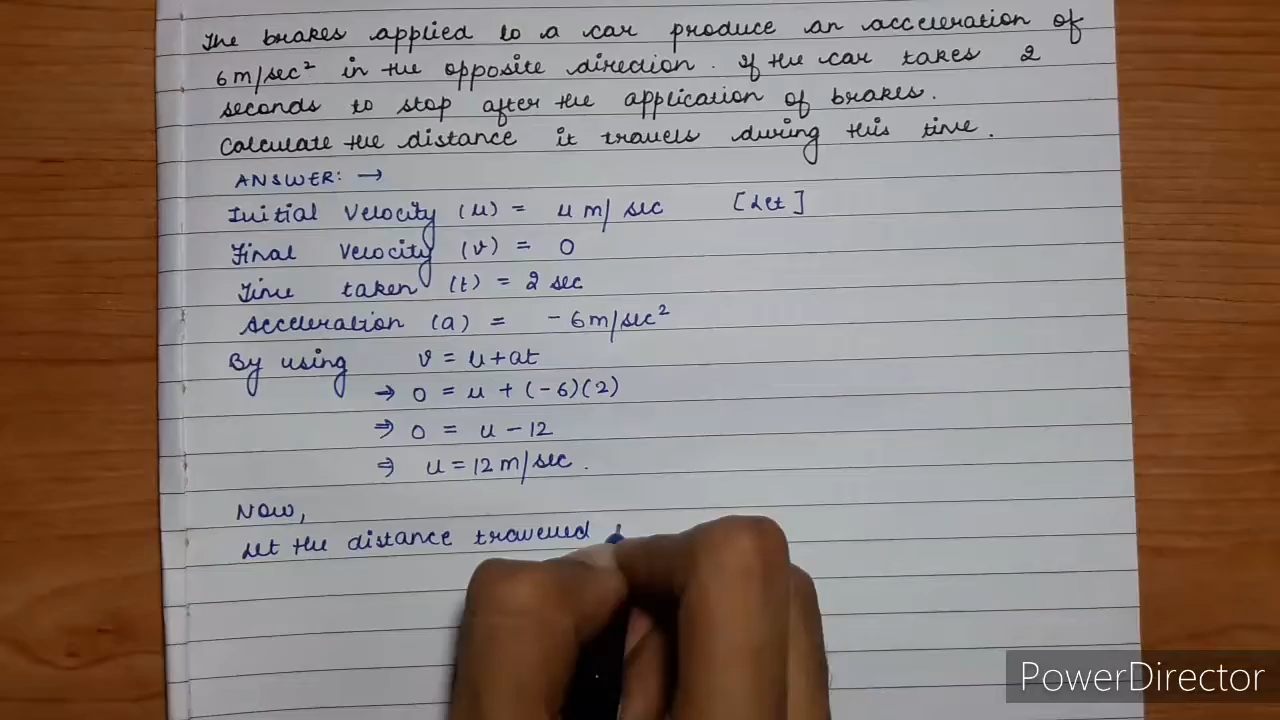 The brakes applied to a car produce an acceleration of
6m/sec² in the opposite direction. If the car takes 2
seconds to stop after the application of brakes.
Calculate the distance it travels during this time.
ANSWER: →
Initial Velocity (u) = u m/sec [Let]
Final Velocity (v) = 0
Time taken (t) = 2 sec
Acceleration (a) = -6m/sec²
By using v = u+at
⇒ 0 = u + (-6)(2)
⇒ 0 = u - 12
⇒ u = 12 m/sec.
Now,
Let the distance travelled
PowerDirector